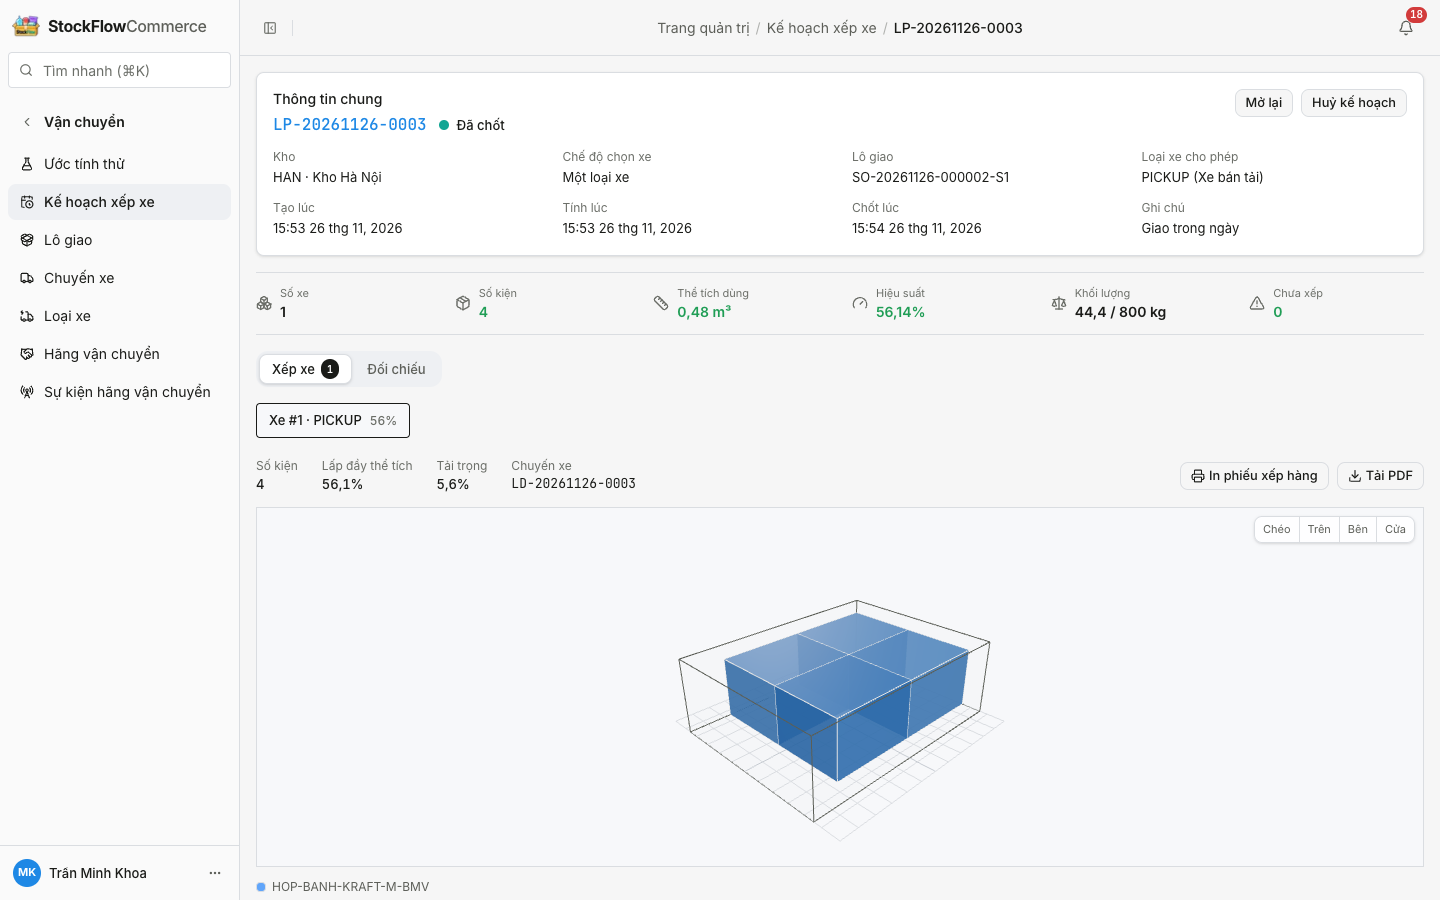 StockFlowCommerce
Tìm nhanh (⌘K)
Vận chuyển
Ước tính thử
Kế hoạch xếp xe
Lô giao
Chuyến xe
Loại xe
Hãng vận chuyển
Sự kiện hãng vận chuyển
MK Trần Minh Khoa
Trang quản trị / Kế hoạch xếp xe / LP-20261126-0003
18
Thông tin chung
Mở lại Huỷ kế hoạch
LP-20261126-0003 Đã chốt
Kho Chế độ chọn xe Lô giao Loại xe cho phép
HAN · Kho Hà Nội Một loại xe SO-20261126-000002-S1 PICKUP (Xe bán tải)
Tạo lúc Tính lúc Chốt lúc Ghi chú
15:53 26 thg 11, 2026 15:53 26 thg 11, 2026 15:54 26 thg 11, 2026 Giao trong ngày
Số xe Số kiện Thể tích dùng Hiệu suất Khối lượng Chưa xếp
1 4 0,48 m³ 56,14% 44,4 / 800 kg 0
Xếp xe 1 Đối chiếu
Xe #1 · PICKUP 56%
Số kiện Lấp đầy thể tích Tải trọng Chuyến xe
4 56,1% 5,6% LD-20261126-0003
In phiếu xếp hàng Tải PDF
Chéo Trên Bên Cửa
HOP-BANH-KRAFT-M-BMV